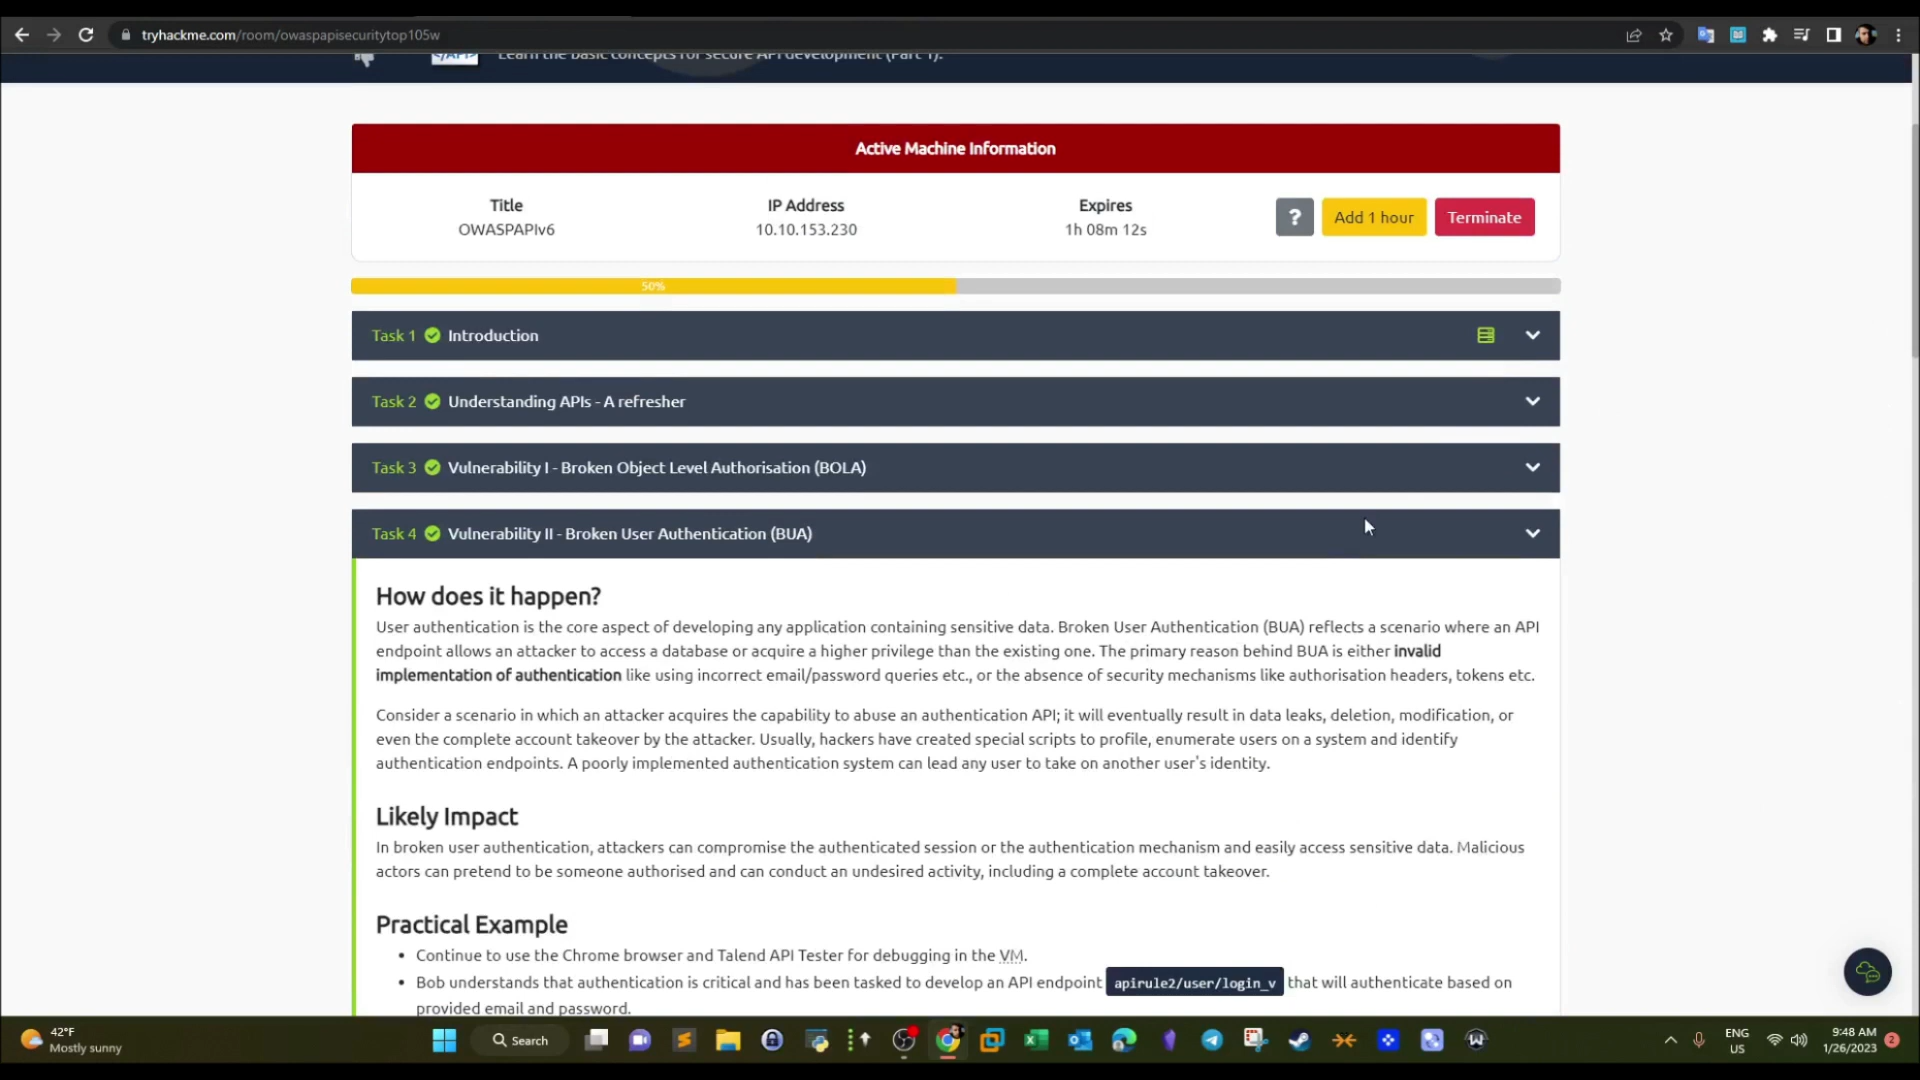 tryhackme.com/room/owaspapisecuritytop105w
Learn the basic concepts for secure API development (Part 1).
Active Machine Information
Title
OWASPAPIv6
IP Address
10.10.153.230
Expires
1h 08m 12s
?
Add 1 hour
Terminate
50%
Task 1 Introduction
Task 2 Understanding APIs - A refresher
Task 3 Vulnerability I - Broken Object Level Authorisation (BOLA)
Task 4 Vulnerability II - Broken User Authentication (BUA)
How does it happen?
User authentication is the core aspect of developing any application containing sensitive data. Broken User Authentication (BUA) reflects a scenario where an API
endpoint allows an attacker to access a database or acquire a higher privilege than the existing one. The primary reason behind BUA is either invalid
implementation of authentication like using incorrect email/password queries etc., or the absence of security mechanisms like authorisation headers, tokens etc.
Consider a scenario in which an attacker acquires the capability to abuse an authentication API; it will eventually result in data leaks, deletion, modification, or
even the complete account takeover by the attacker. Usually, hackers have created special scripts to profile, enumerate users on a system and identify
authentication endpoints. A poorly implemented authentication system can lead any user to take on another user's identity.
Likely Impact
In broken user authentication, attackers can compromise the authenticated session or the authentication mechanism and easily access sensitive data. Malicious
actors can pretend to be someone authorised and can conduct an undesired activity, including a complete account takeover.
Practical Example
• Continue to use the Chrome browser and Talend API Tester for debugging in the VM.
• Bob understands that authentication is critical and has been tasked to develop an API endpoint apirule2/user/login_v that will authenticate based on
provided email and password.
42°F
Mostly sunny
Search
ENG
US
9:48 AM
1/26/2023
2